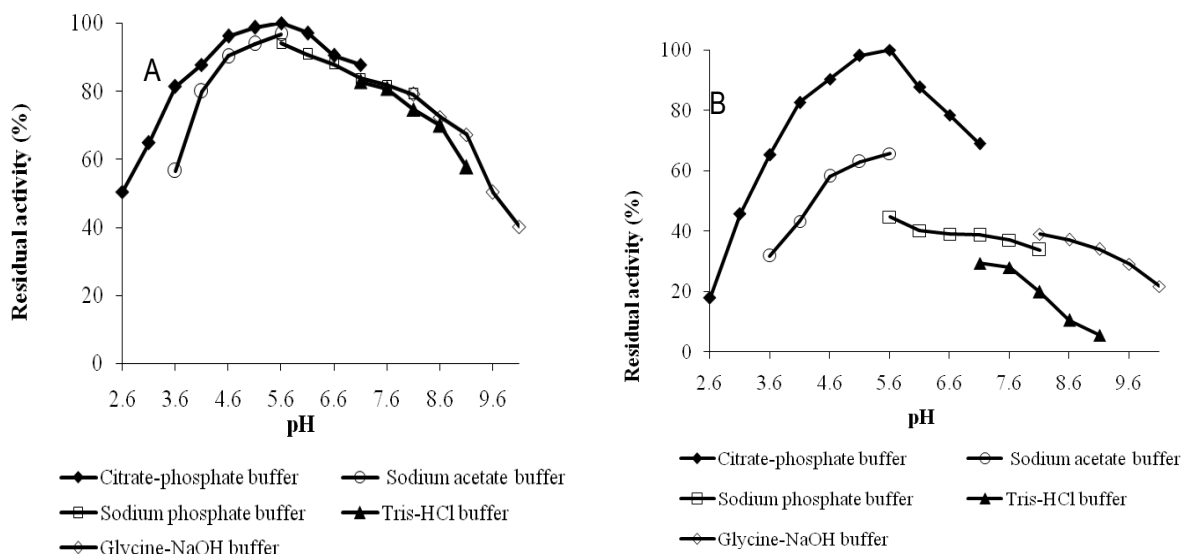 A
Residual activity (%)
100
80
60
40
20
0
2.6 3.6 4.6 5.6 6.6 7.6 8.6 9.6
pH
Citrate-phosphate buffer
Sodium acetate buffer
Sodium phosphate buffer
Tris-HCl buffer
Glycine-NaOH buffer
B
Residual activity (%)
100
80
60
40
20
0
2.6 3.6 4.6 5.6 6.6 7.6 8.6 9.6
pH
Citrate-phosphate buffer
Sodium acetate buffer
Sodium phosphate buffer
Tris-HCl buffer
Glycine-NaOH buffer